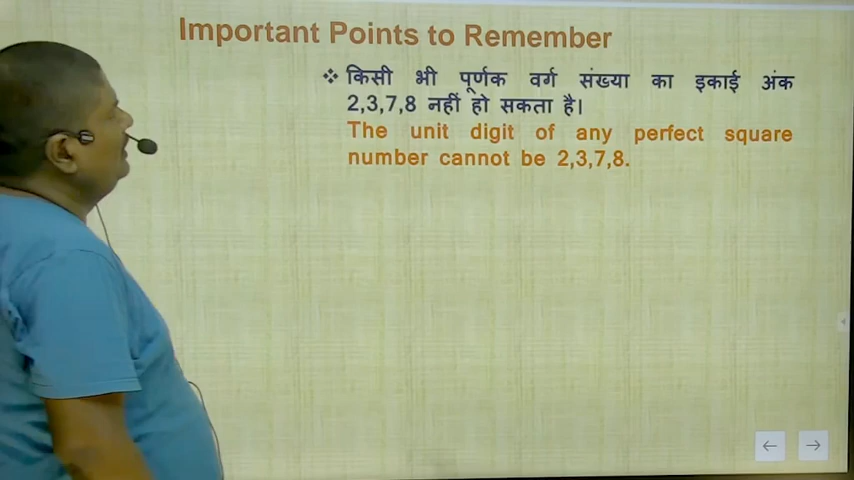 Important Points to Remember
❖ किसी भी पूर्णक वर्ग संख्या का इकाई अंक
2,3,7,8 नहीं हो सकता है।
The unit digit of any perfect square
number cannot be 2,3,7,8.